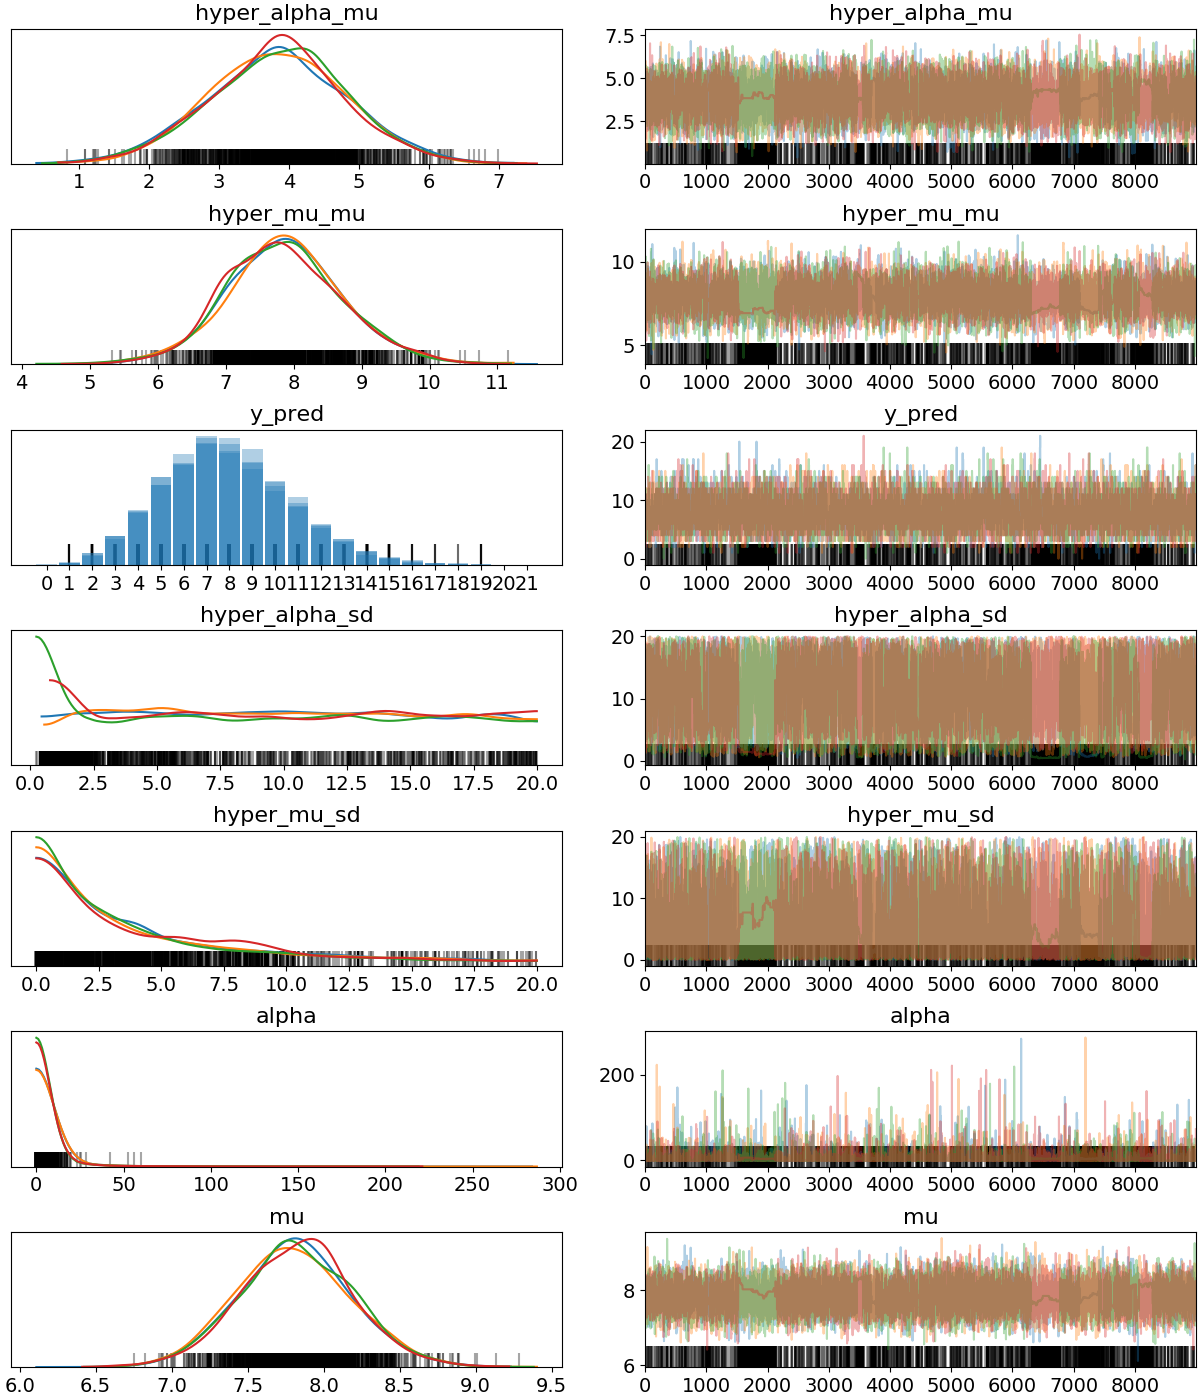 hyper_alpha_mu hyper_alpha_mu
7.5
5.0
2.5
1 2 3 4 5 6 7 0 1000 2000 3000 4000 5000 6000 7000 8000
hyper_mu_mu hyper_mu_mu
10
5
4 5 6 7 8 9 10 11 0 1000 2000 3000 4000 5000 6000 7000 8000
y_pred y_pred
20
10
0
0 1 2 3 4 5 6 7 8 9 10 11 12 13 14 15 16 17 18 19 20 21 0 1000 2000 3000 4000 5000 6000 7000 8000
hyper_alpha_sd hyper_alpha_sd
20
10
0
0.0 2.5 5.0 7.5 10.0 12.5 15.0 17.5 20.0 0 1000 2000 3000 4000 5000 6000 7000 8000
hyper_mu_sd hyper_mu_sd
20
10
0
0.0 2.5 5.0 7.5 10.0 12.5 15.0 17.5 20.0 0 1000 2000 3000 4000 5000 6000 7000 8000
alpha alpha
200
0
0 50 100 150 200 250 300 0 1000 2000 3000 4000 5000 6000 7000 8000
mu mu
8
6
6.0 6.5 7.0 7.5 8.0 8.5 9.0 9.5 0 1000 2000 3000 4000 5000 6000 7000 8000